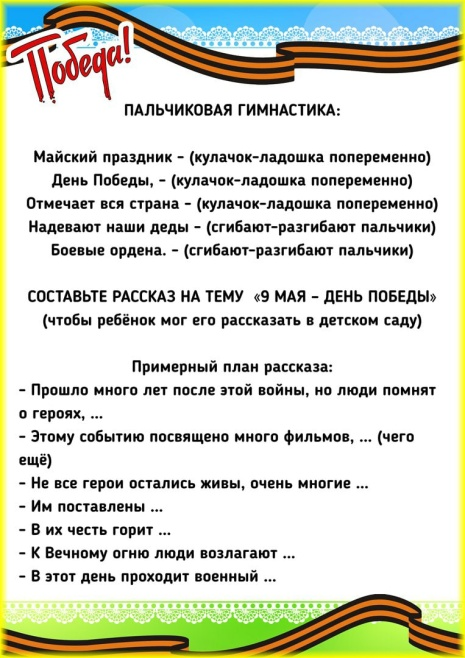 Победа!
ПАЛЬЧИКОВАЯ ГИМНАСТИКА:
Майский праздник – (кулачок-ладошка попеременно)
День Победы, – (кулачок-ладошка попеременно)
Отмечает вся страна – (кулачок-ладошка попеременно)
Надевают наши деды – (сгибают-разгибают пальчики)
Боевые ордена. – (сгибают-разгибают пальчики)
СОСТАВЬТЕ РАССКАЗ НА ТЕМУ «9 МАЯ – ДЕНЬ ПОБЕДЫ»
(чтобы ребёнок мог его рассказать в детском саду)
Примерный план рассказа:
– Прошло много лет после этой войны, но люди помнят
о героях, ...
– Этому событию посвящено много фильмов, ... (чего
ещё)
– Не все герои остались живы, очень многие ...
– Им поставлены ...
– В их честь горит ...
– К Вечному огню люди возлагают ...
– В этот день проходит военный ...